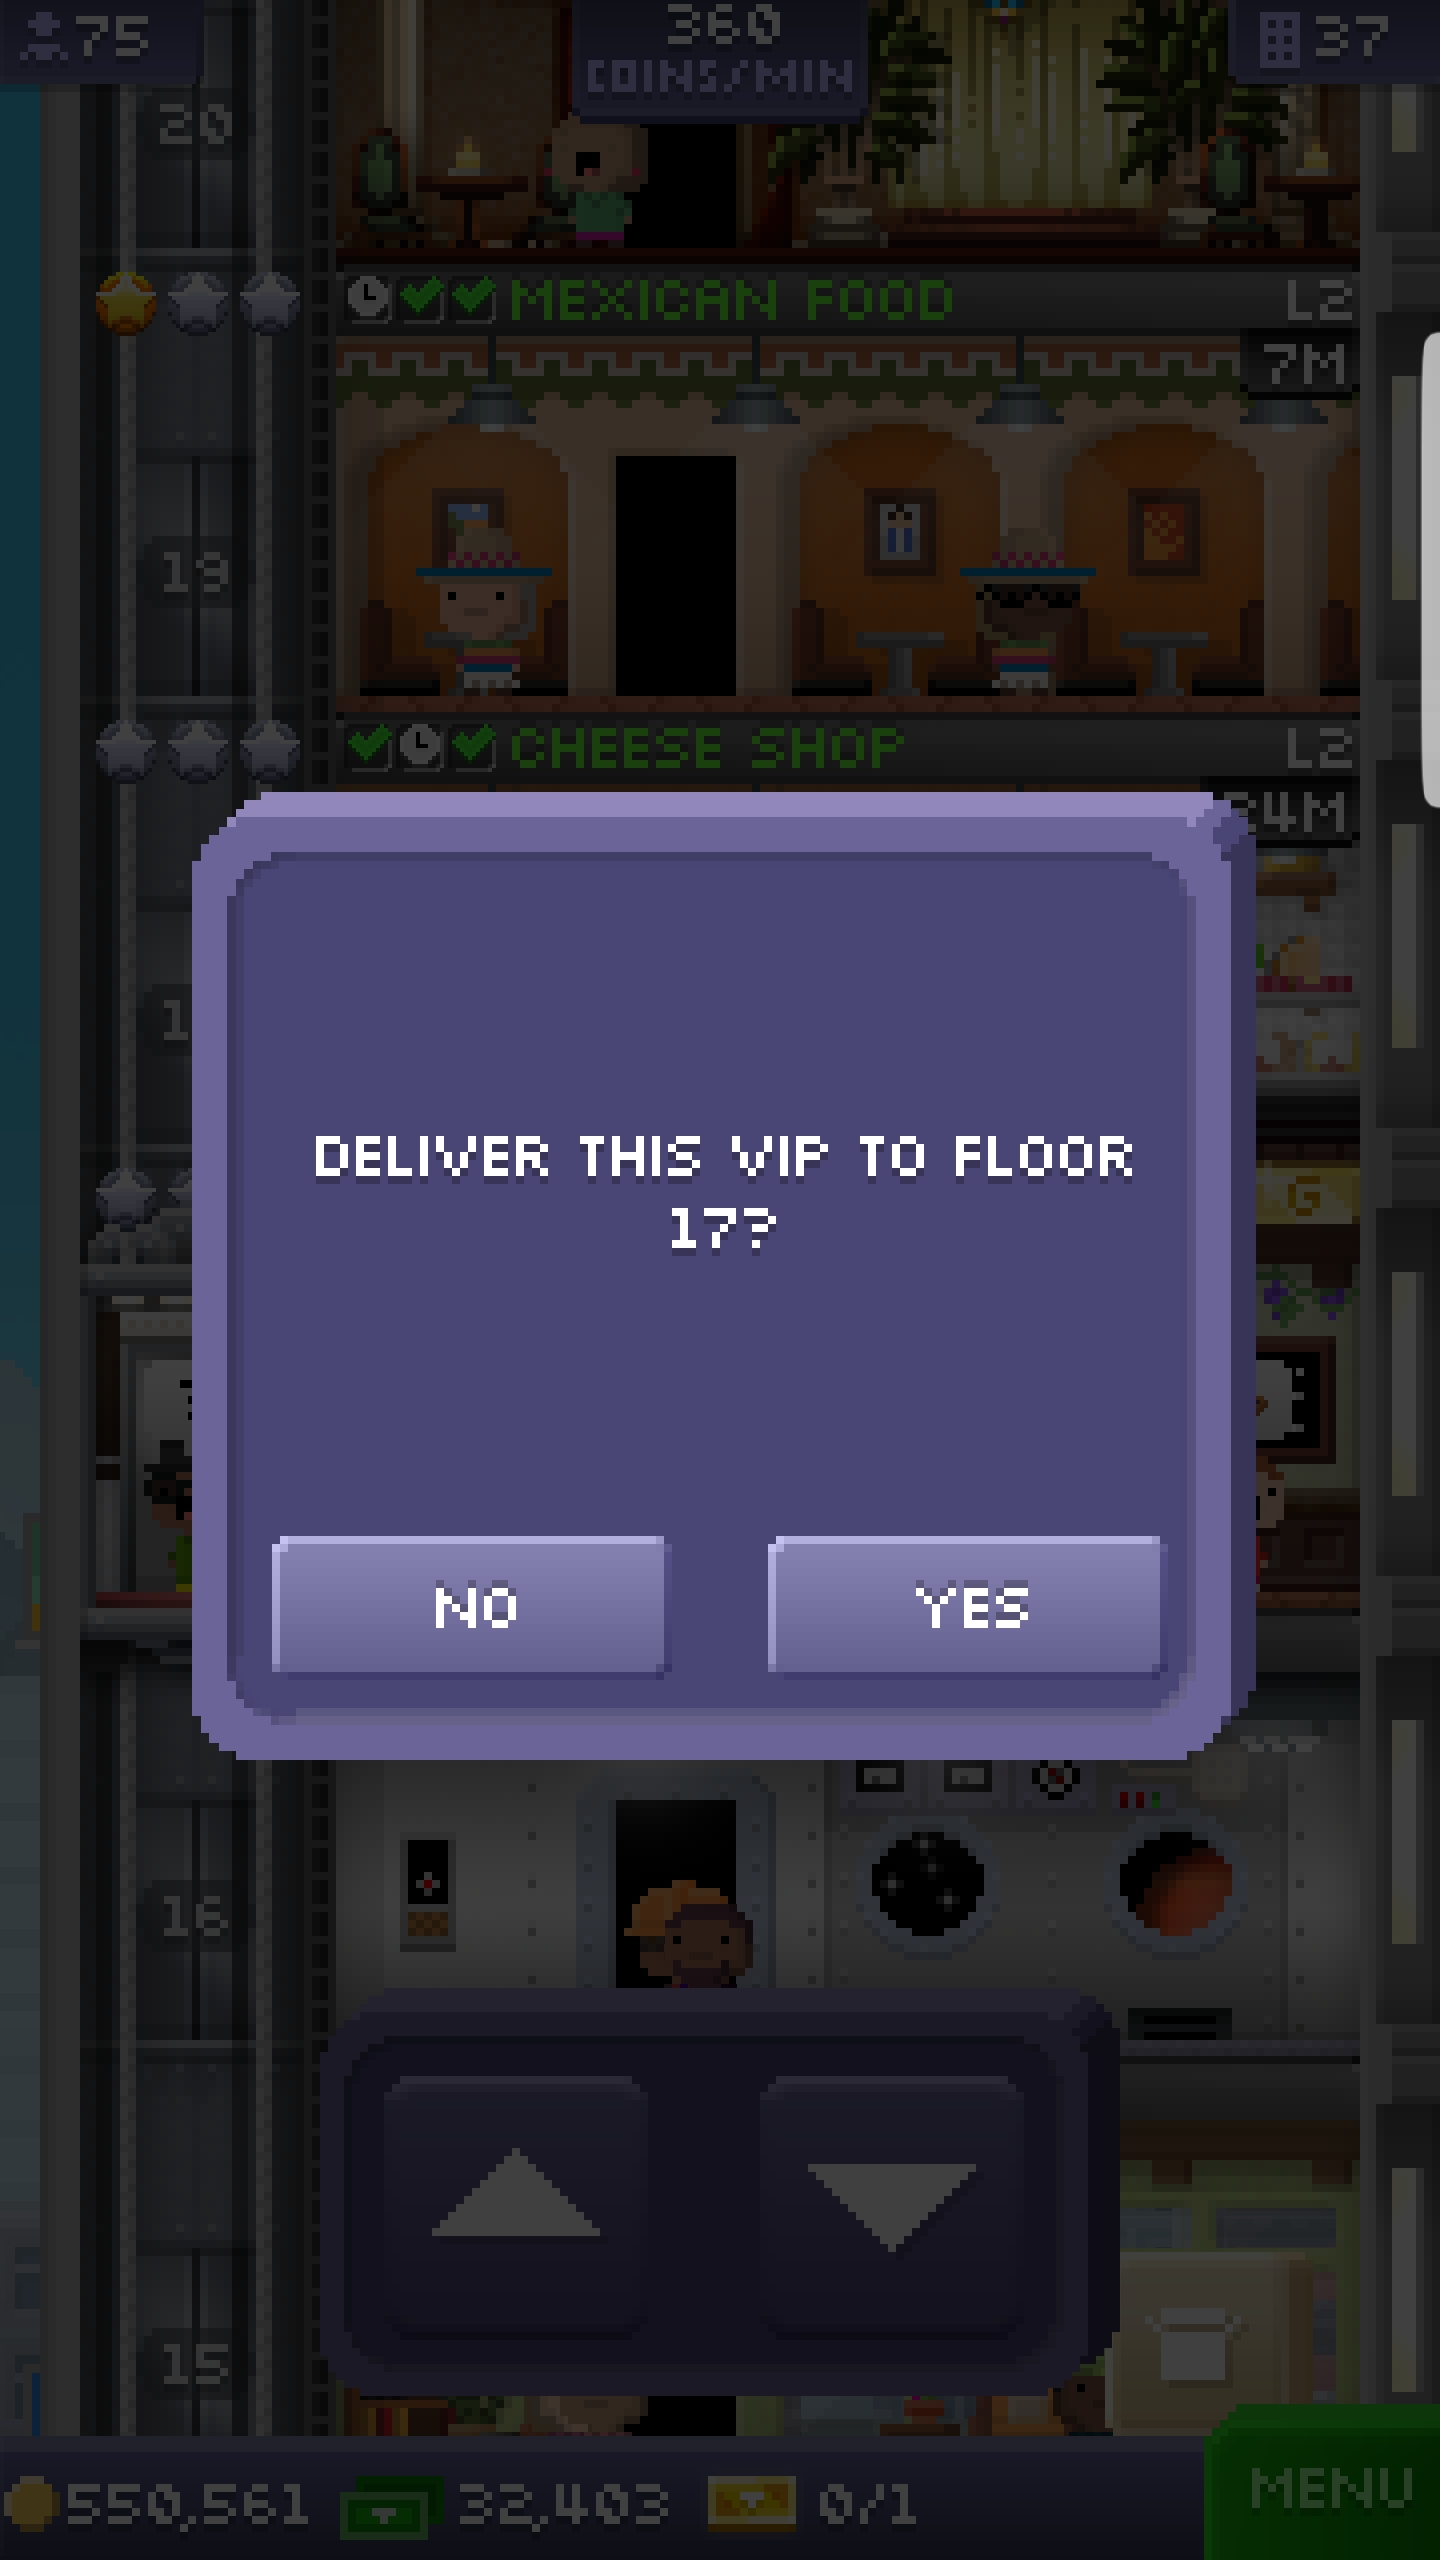 75
360
COINS/MIN
37
20
MEXICAN FOOD
L2
7M
19
CHEESE SHOP
L2
24M
1
G
DELIVER THIS VIP TO FLOOR
17?
NO
YES
16
15
550,561
32,403
0/1
MENU